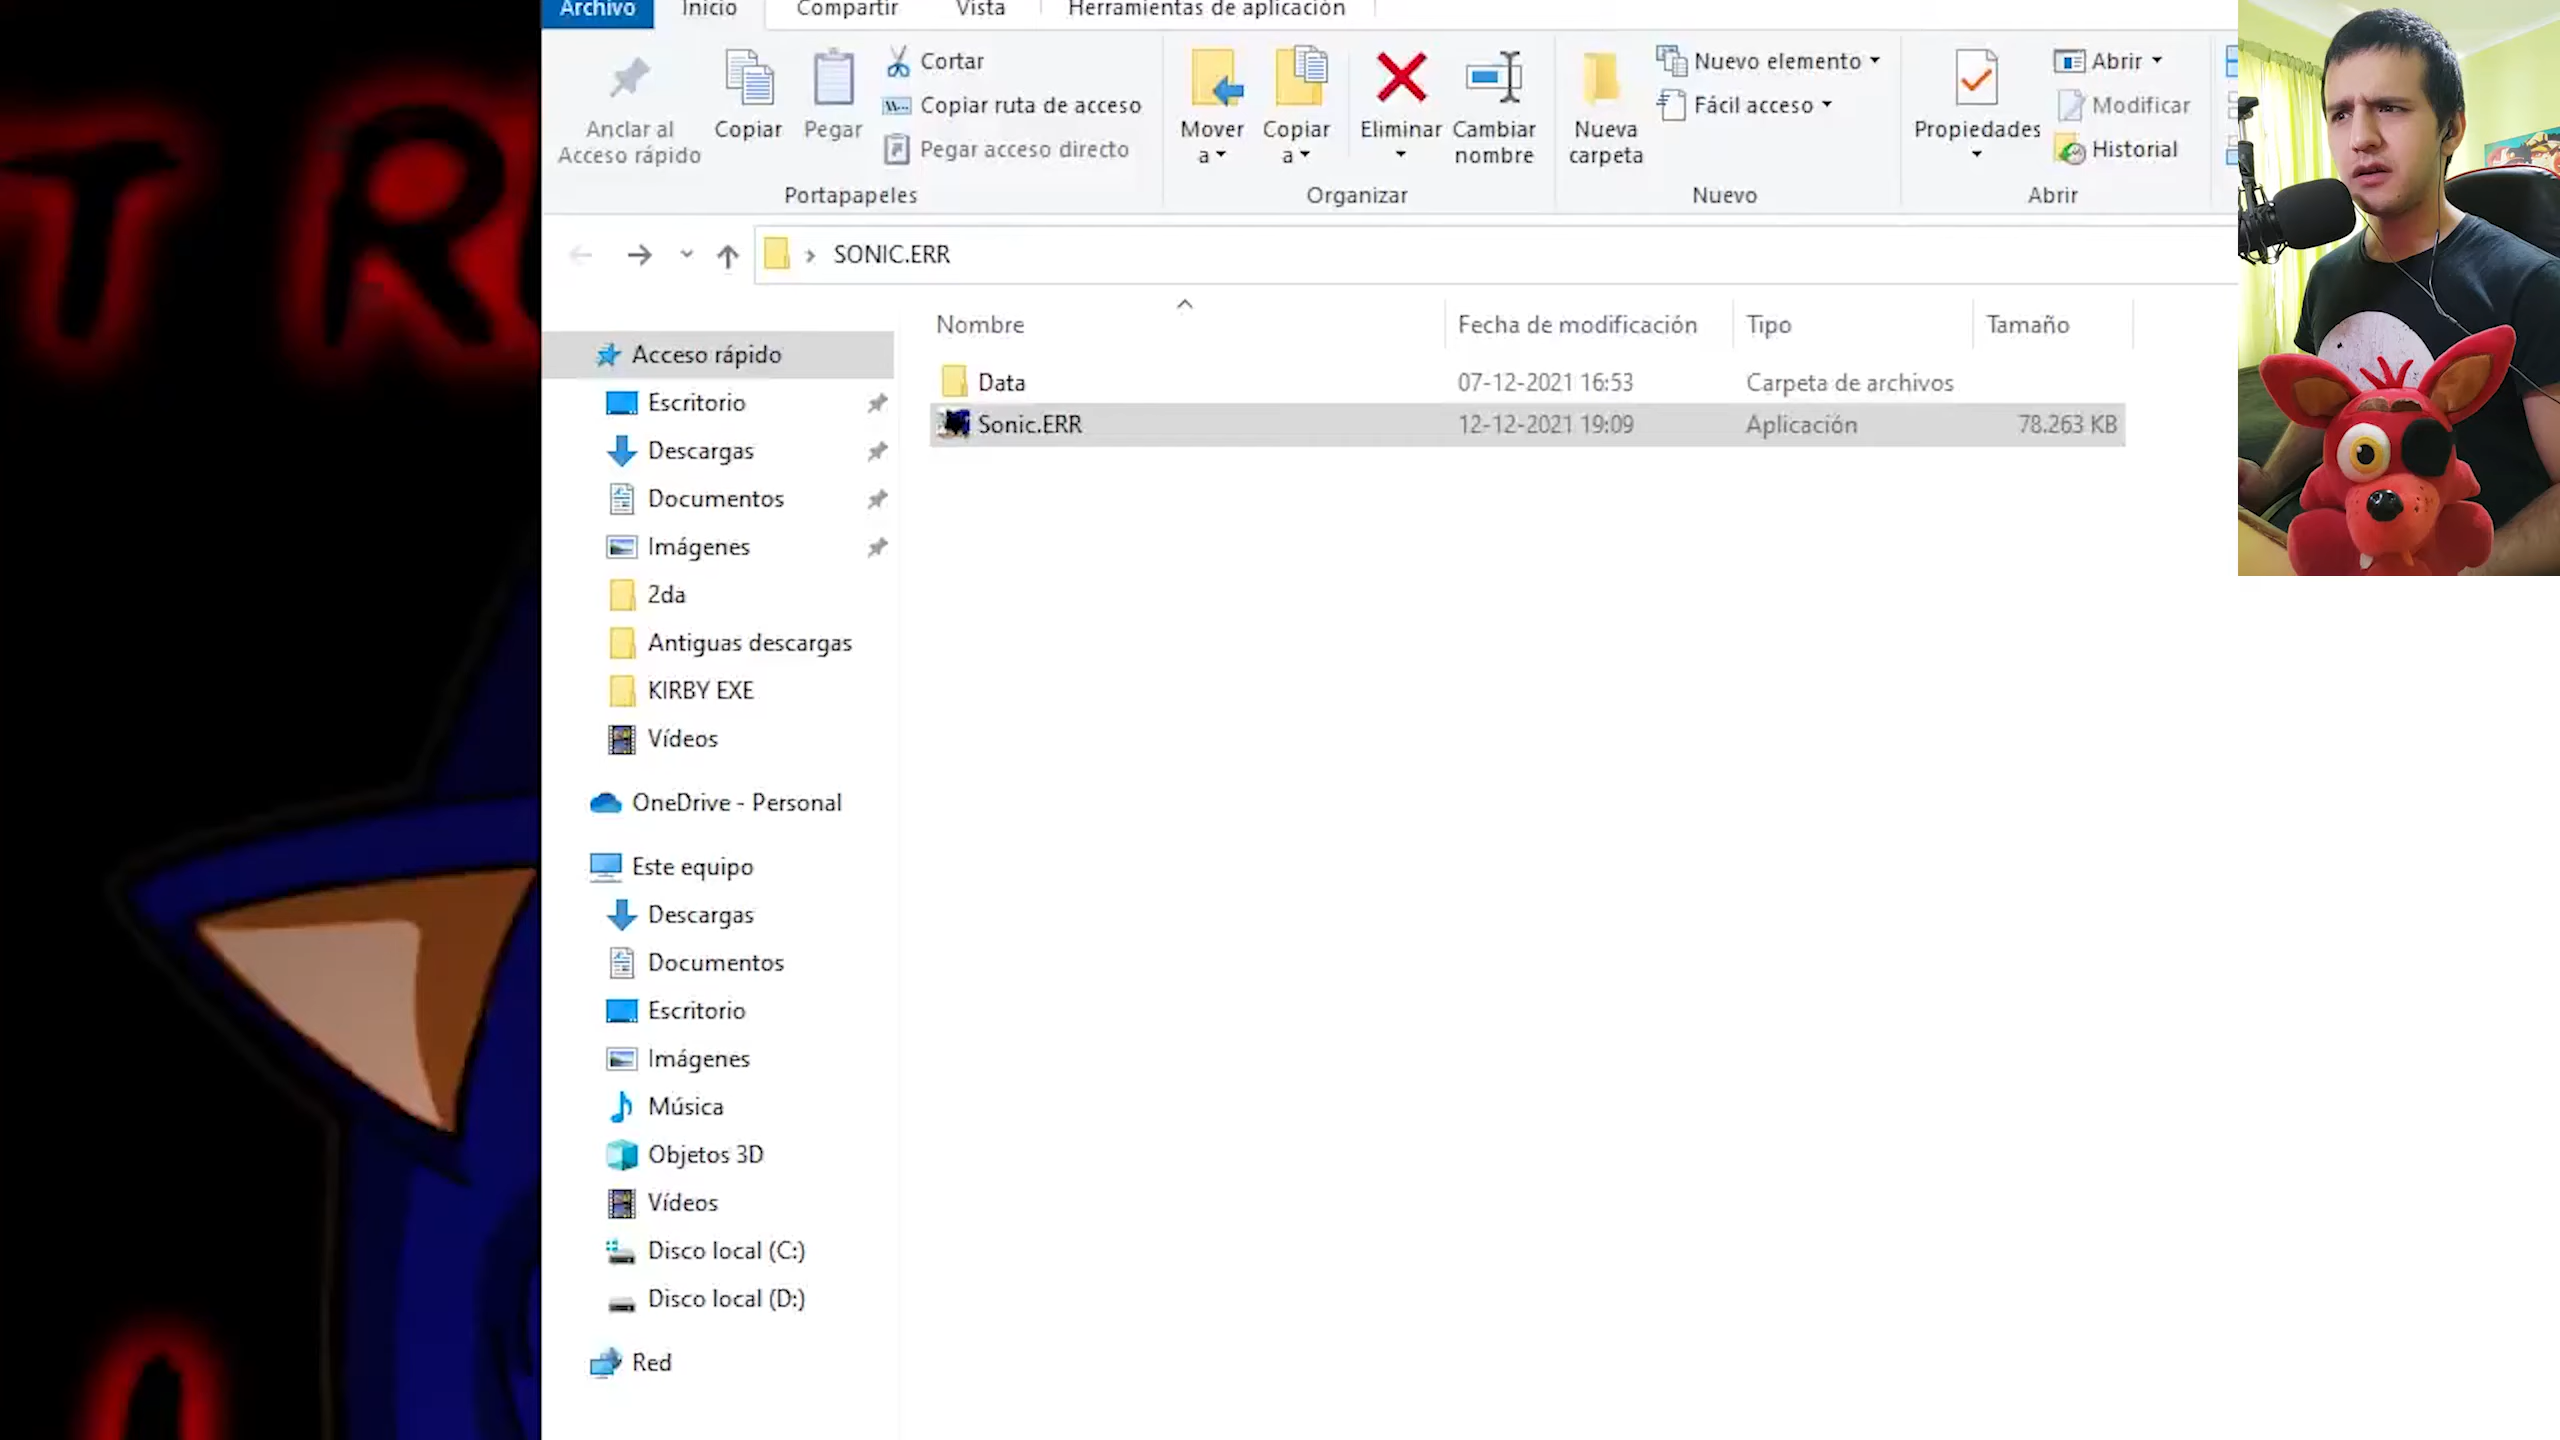 Archivo Inicio Compartir Vista Herramientas de aplicación
Anclar al Acceso rápido
Copiar
Pegar
Cortar
Copiar ruta de acceso
Pegar acceso directo
Portapapeles
Mover a
Copiar a
Eliminar
Cambiar nombre
Organizar
Nueva carpeta
Nuevo elemento
Fácil acceso
Nuevo
Propiedades
Abrir
Modificar
Historial
Abrir
SONIC.ERR
Nombre Fecha de modificación Tipo Tamaño
Data 07-12-2021 16:53 Carpeta de archivos
Sonic.ERR 12-12-2021 19:09 Aplicación 78.263 KB
Acceso rápido
Escritorio
Descargas
Documentos
Imágenes
2da
Antiguas descargas
KIRBY EXE
Vídeos
OneDrive - Personal
Este equipo
Descargas
Documentos
Escritorio
Imágenes
Música
Objetos 3D
Vídeos
Disco local (C:)
Disco local (D:)
Red